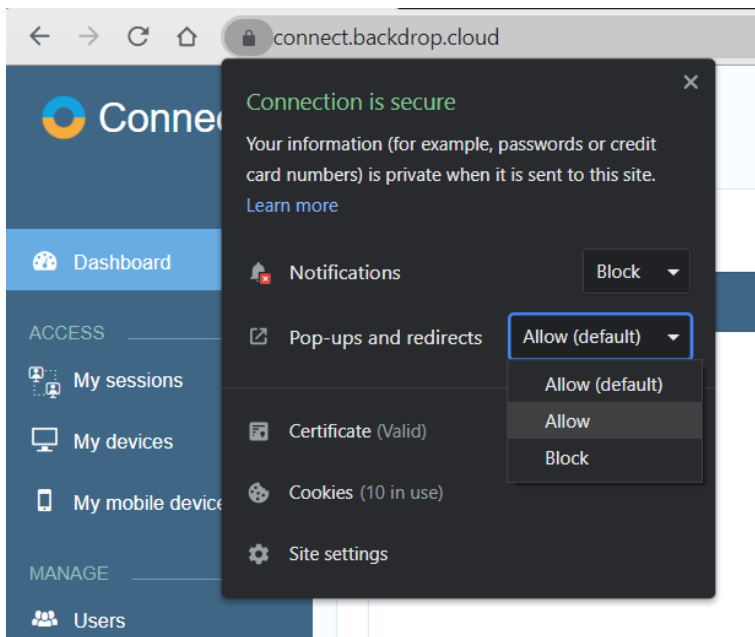 connect.backdrop.cloud
Connec
Connection is secure
Your information (for example, passwords or credit
card numbers) is private when it is sent to this site.
Learn more
Dashboard
Notifications
Block
ACCESS
Pop-ups and redirects
Allow (default)
Allow (default)
My sessions
Allow
Certificate (Valid)
My devices
Block
Cookies (10 in use)
My mobile device
Site settings
MANAGE
Users